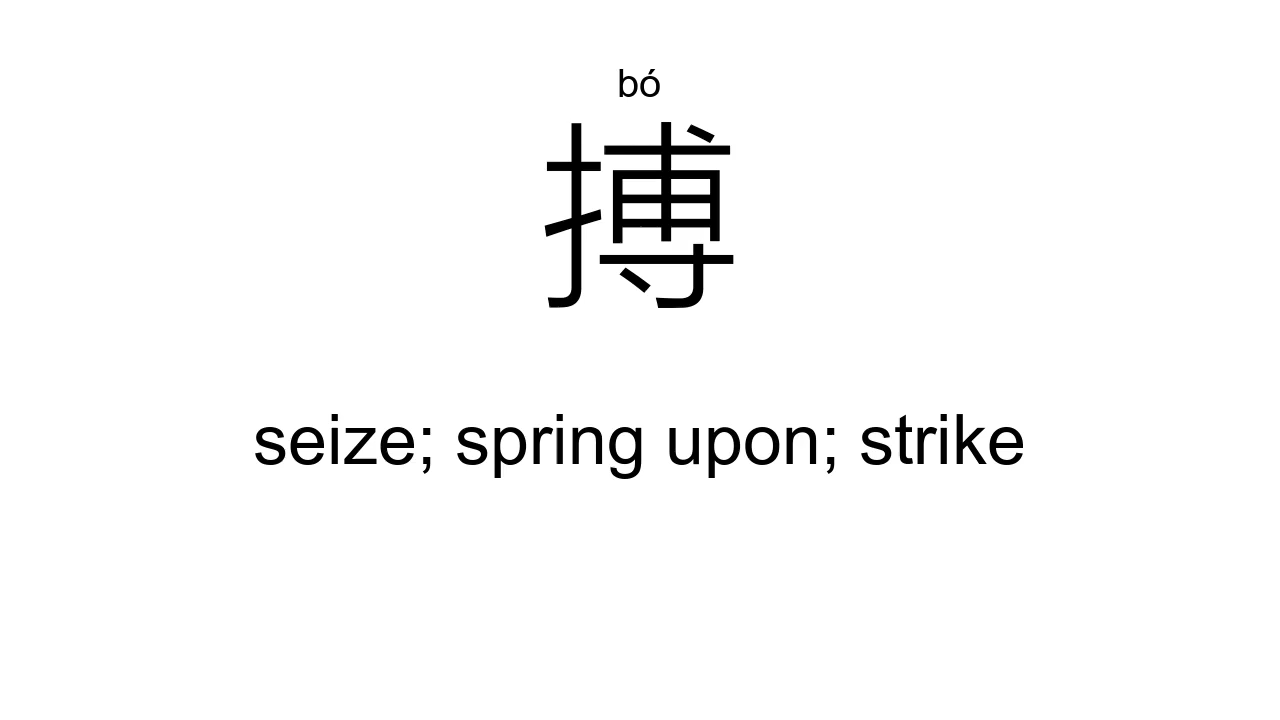 bó
搏
seize; spring upon; strike